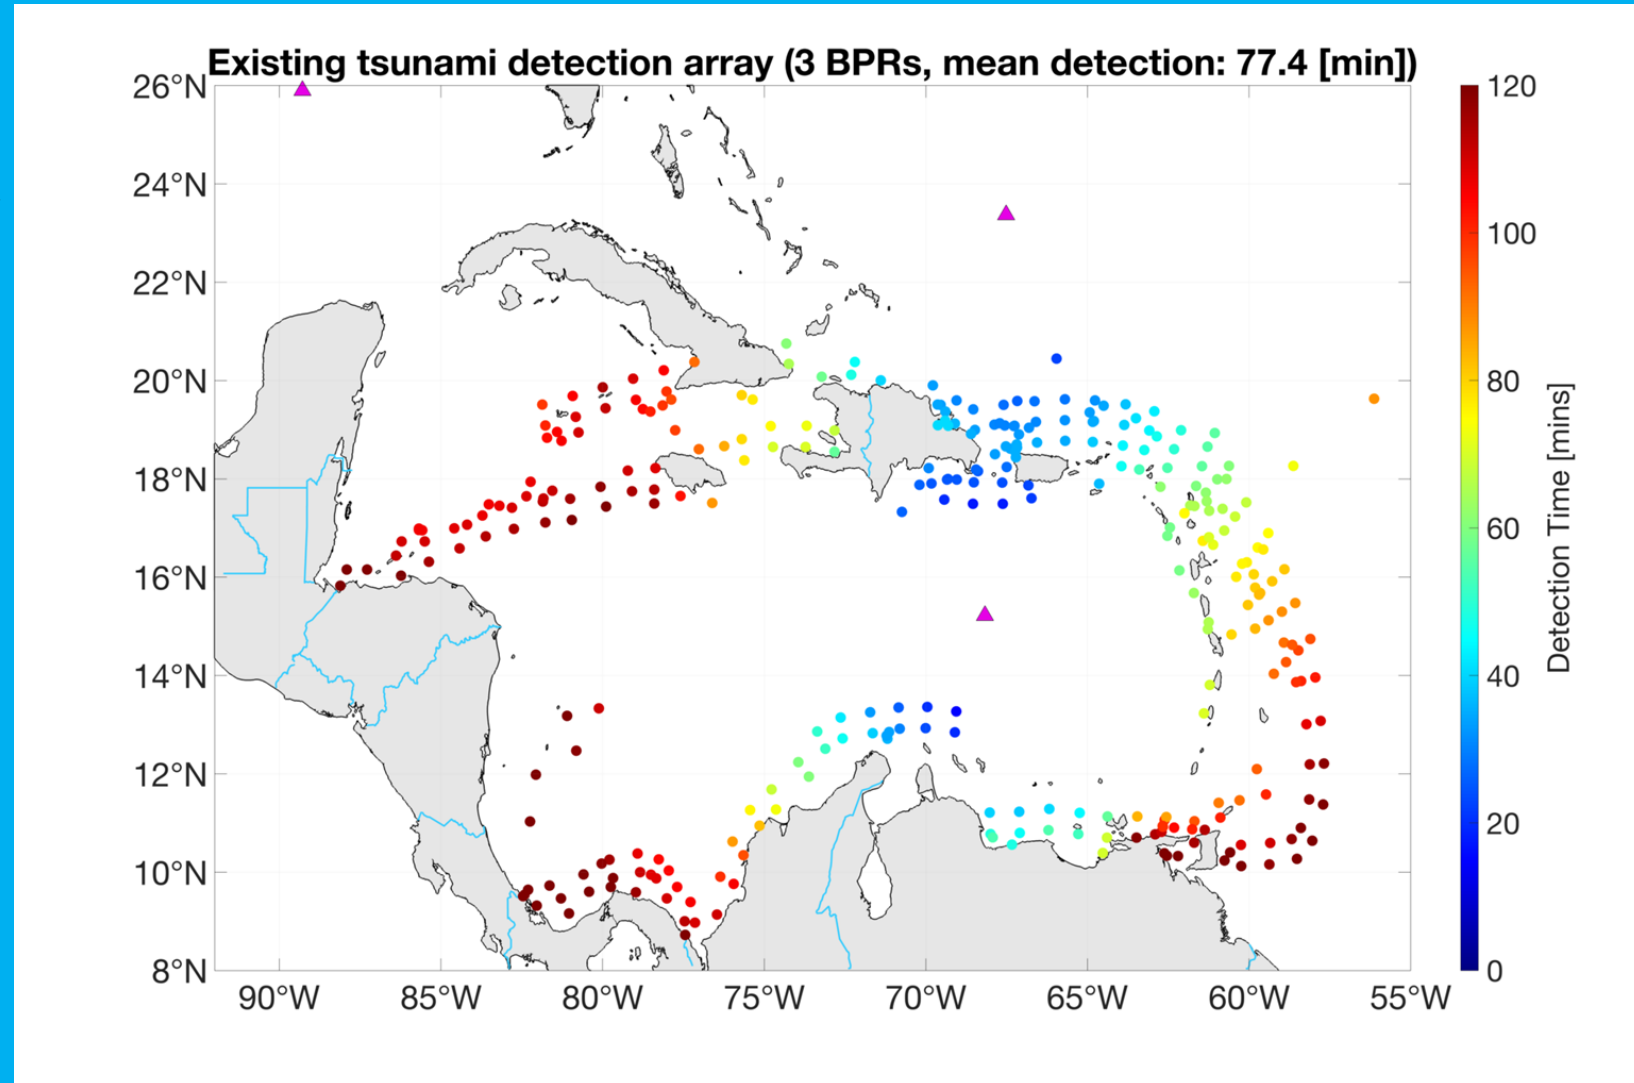 Existing tsunami detection array (3 BPRs, mean detection: 77.4 [min])
26°N
24°N
22°N
20°N
18°N
16°N
14°N
12°N
10°N
8°N
90°W
85°W
80°W
75°W
70°W
65°W
60°W
55°W
120
100
80
60
40
20
0
Detection Time [mins]